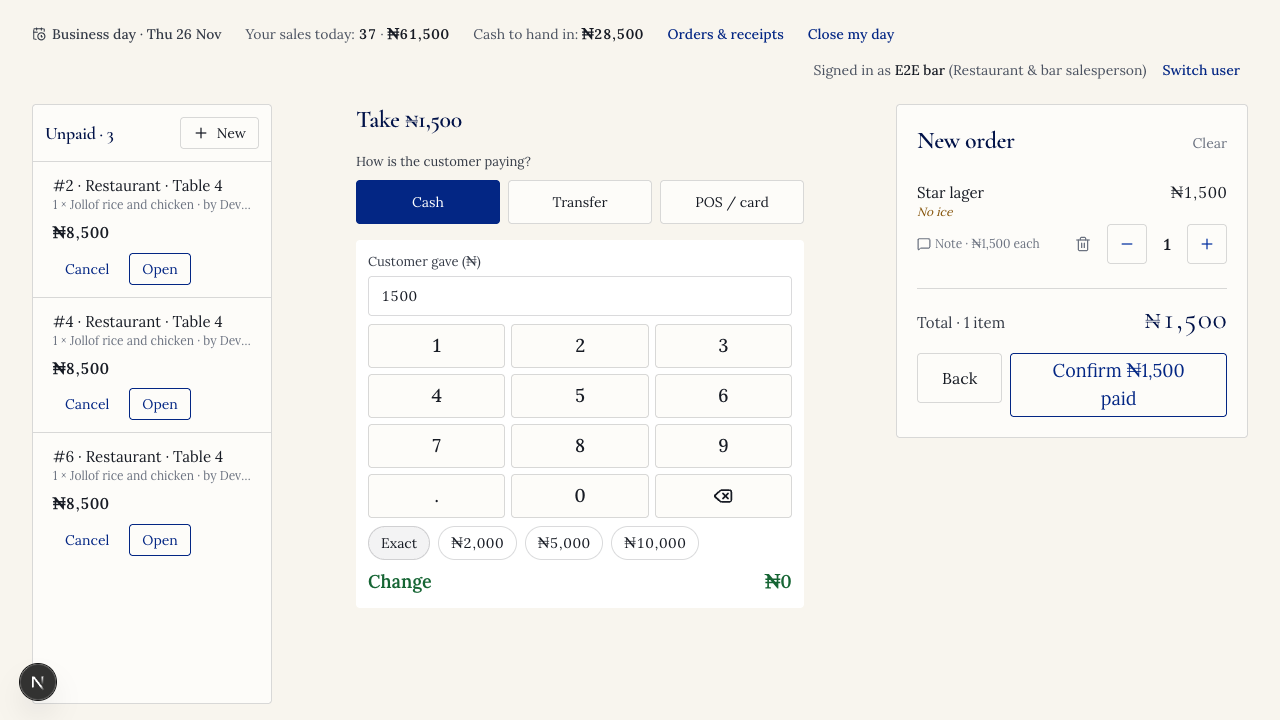 Business day · Thu 26 Nov
Your sales today: 37 · ₦61,500
Cash to hand in: ₦28,500
Orders & receipts
Close my day
Signed in as E2E bar (Restaurant & bar salesperson)
Switch user
Unpaid · 3
New
#2 · Restaurant · Table 4
1 × Jollof rice and chicken · by Dev...
₦8,500
Cancel
Open
#4 · Restaurant · Table 4
1 × Jollof rice and chicken · by Dev...
₦8,500
Cancel
Open
#6 · Restaurant · Table 4
1 × Jollof rice and chicken · by Dev...
₦8,500
Cancel
Open
N
Take ₦1,500
How is the customer paying?
Cash
Transfer
POS / card
Customer gave (₦)
1500
1 2 3
4 5 6
7 8 9
. 0
Exact
₦2,000
₦5,000
₦10,000
Change
₦0
New order
Clear
Star lager
₦1,500
No ice
Note · ₦1,500 each
1
Total · 1 item
₦1,500
Back
Confirm ₦1,500
paid